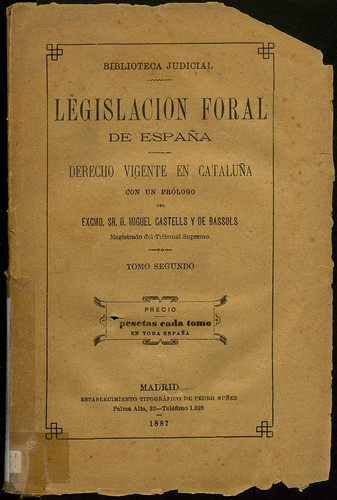 BIBLIOTECA JUDICIAL
LEGISLACIÓN FORAL
DE ESPAÑA
DERECHO VIGENTE EN CATALUÑA
CON UN PRÓLOGO
DEL
EXCMO. SR. D. MIGUEL CASTELLS Y DE BASSOLS
Magistrado del Tribunal Supremo
TOMO SEGUNDO
PRECIO
pesetas cada tomo
EN TODA ESPAÑA
MADRID
ESTABLECIMIENTO TIPOGRÁFICO DE PEDRO NUÑEZ
Palma Alta, 32—Teléfono 1.025
1887